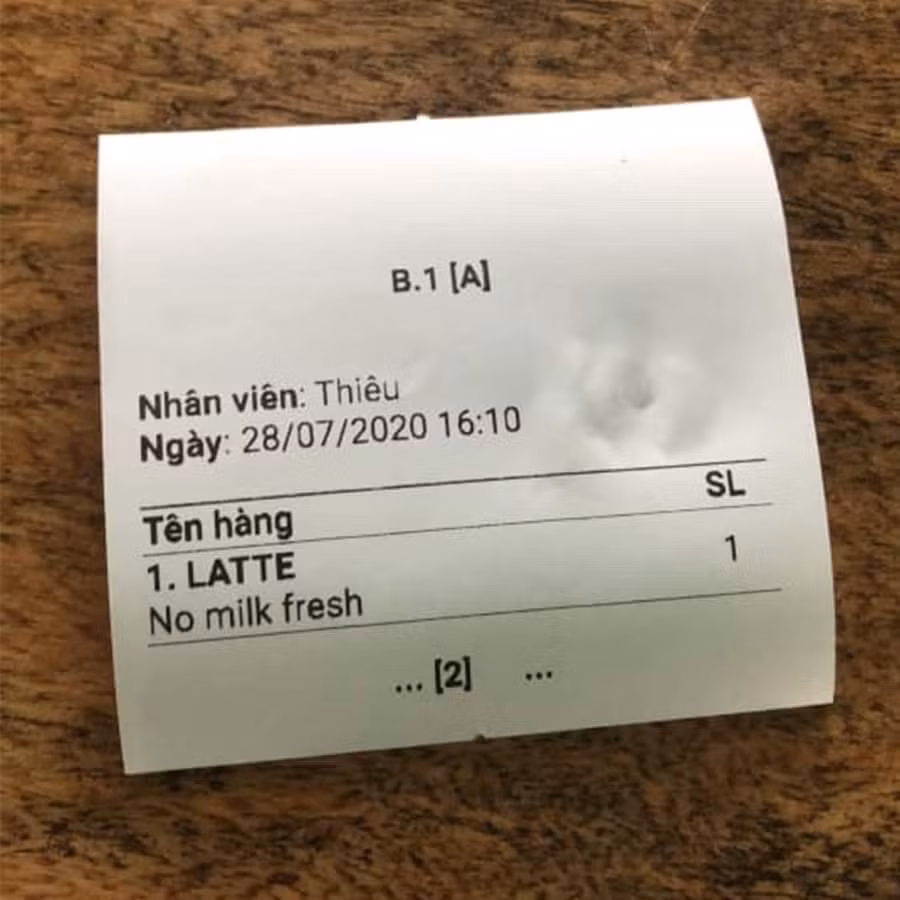 B.1 [A]
Nhân viên: Thiêu
Ngày: 28/07/2020 16:10
Tên hàng SL
1. LATTE 1
No milk fresh
... [2] ...